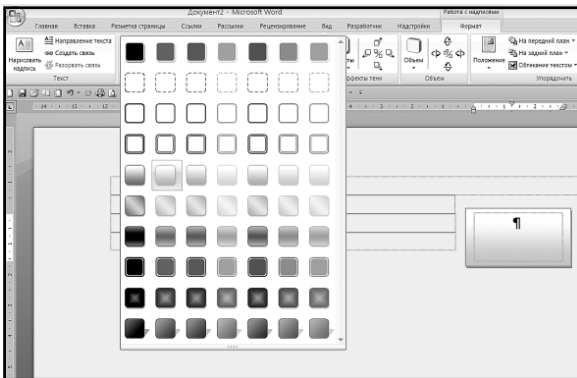 Документ2 - Microsoft Word
Работа с надписями
Главная Вставка Разметка страницы Ссылки Рассылки Рецензирование Вид Разработчик Надстройки Формат
Нарисовать надпись
Направление текста
Создать связь
Разорвать связь
Текст
Объем
Объем
Положение
На передний план
На задний план
Обтекание текстом
Упорядочить
¶